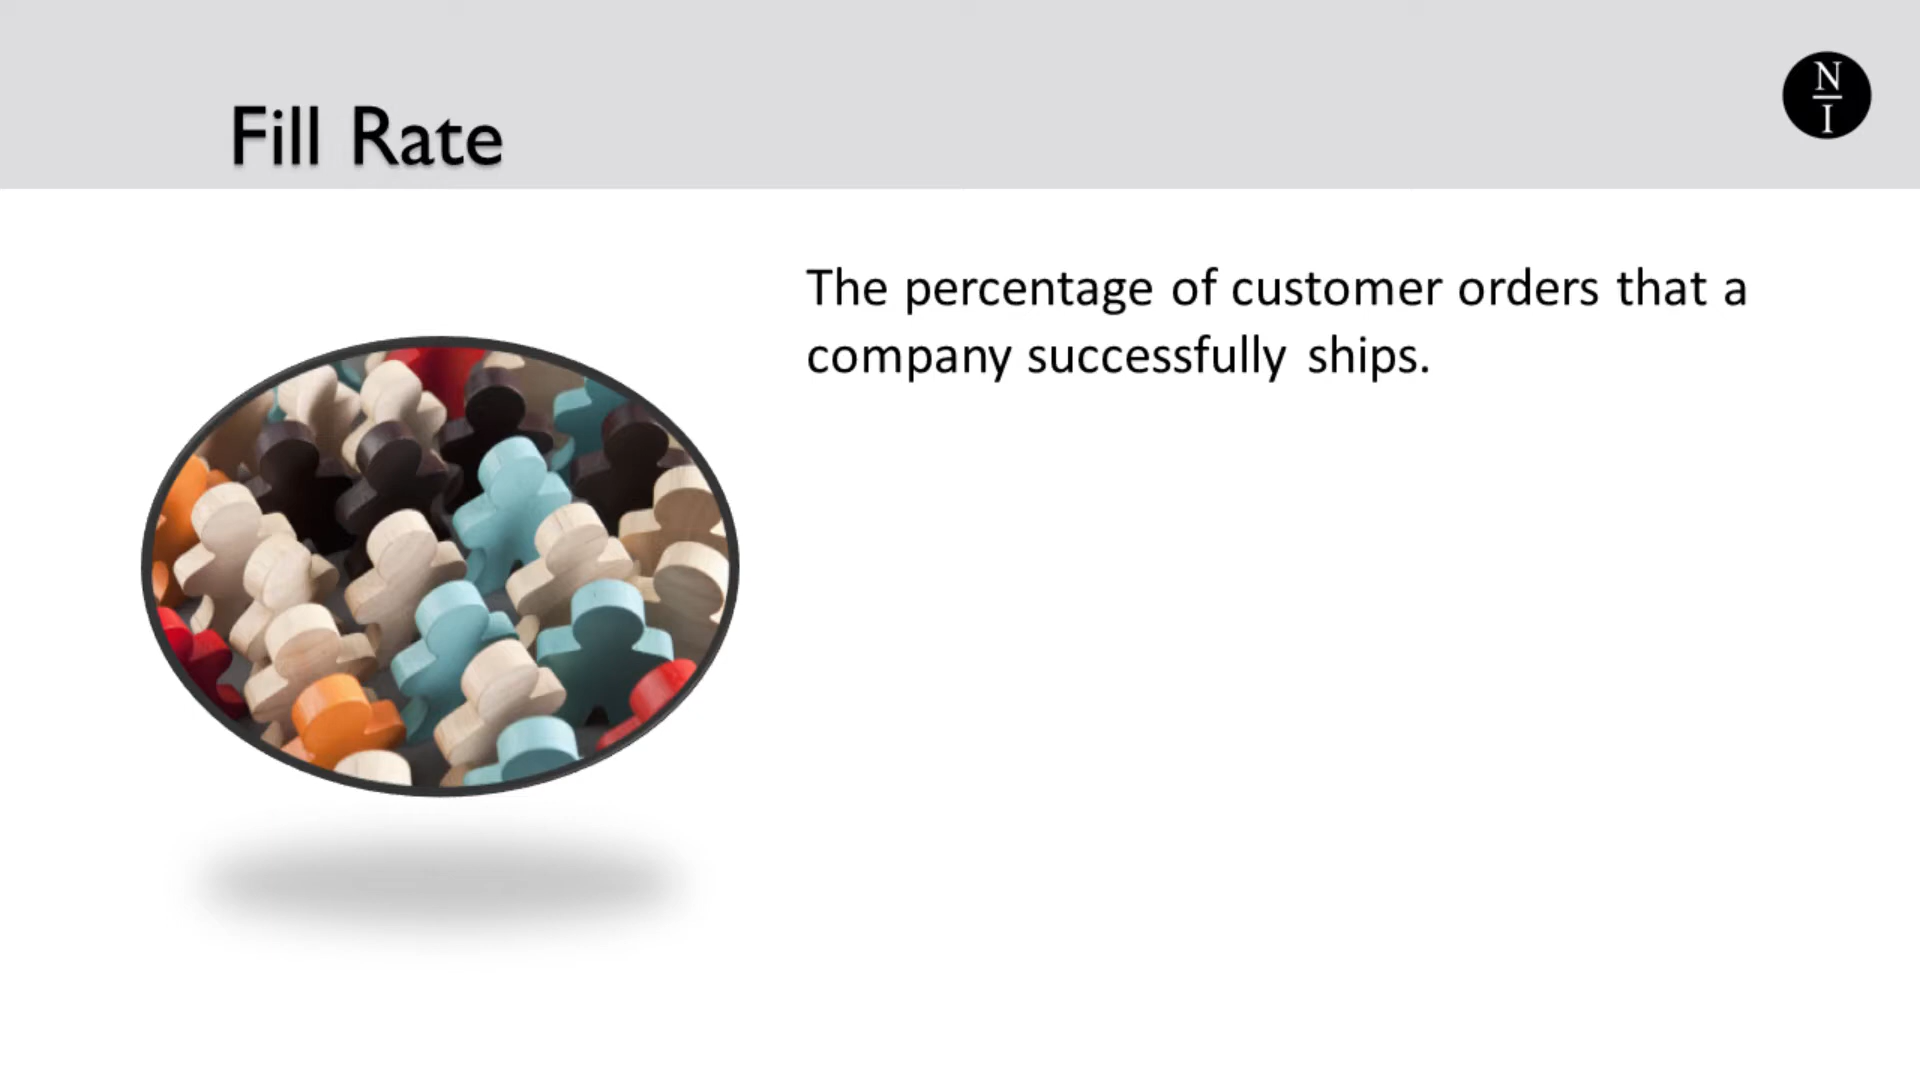 Fill Rate
N
I
The percentage of customer orders that a
company successfully ships.